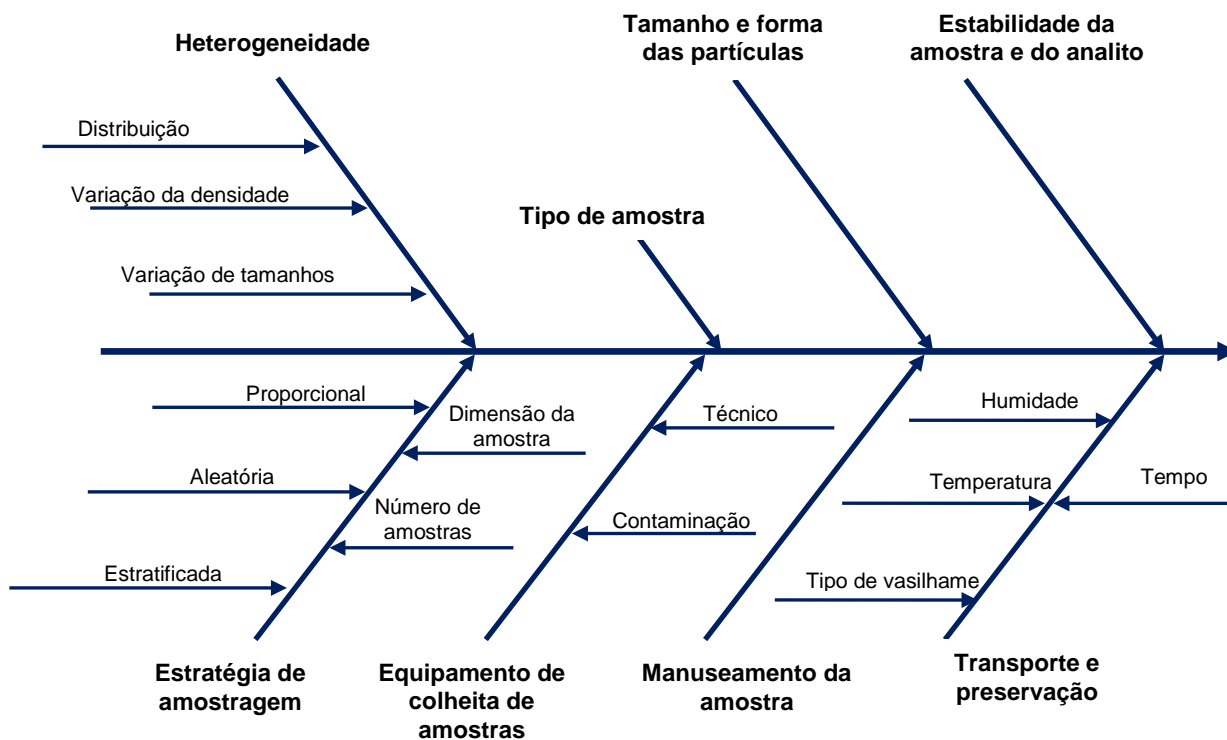 Heterogeneidade
Tamanho e forma
das partículas
Estabilidade da
amostra e do analito
Distribuição
Variação da densidade
Tipo de amostra
Variação de tamanhos
Proporcional
Dimensão da
amostra
Técnico
Humidade
Aleatória
Número de
amostras
Contaminação
Temperatura
Tempo
Estratificada
Tipo de vasilhame
Estratégia de
amostragem
Equipamento de
colheita de
amostras
Manuseamento da
amostra
Transporte e
preservação